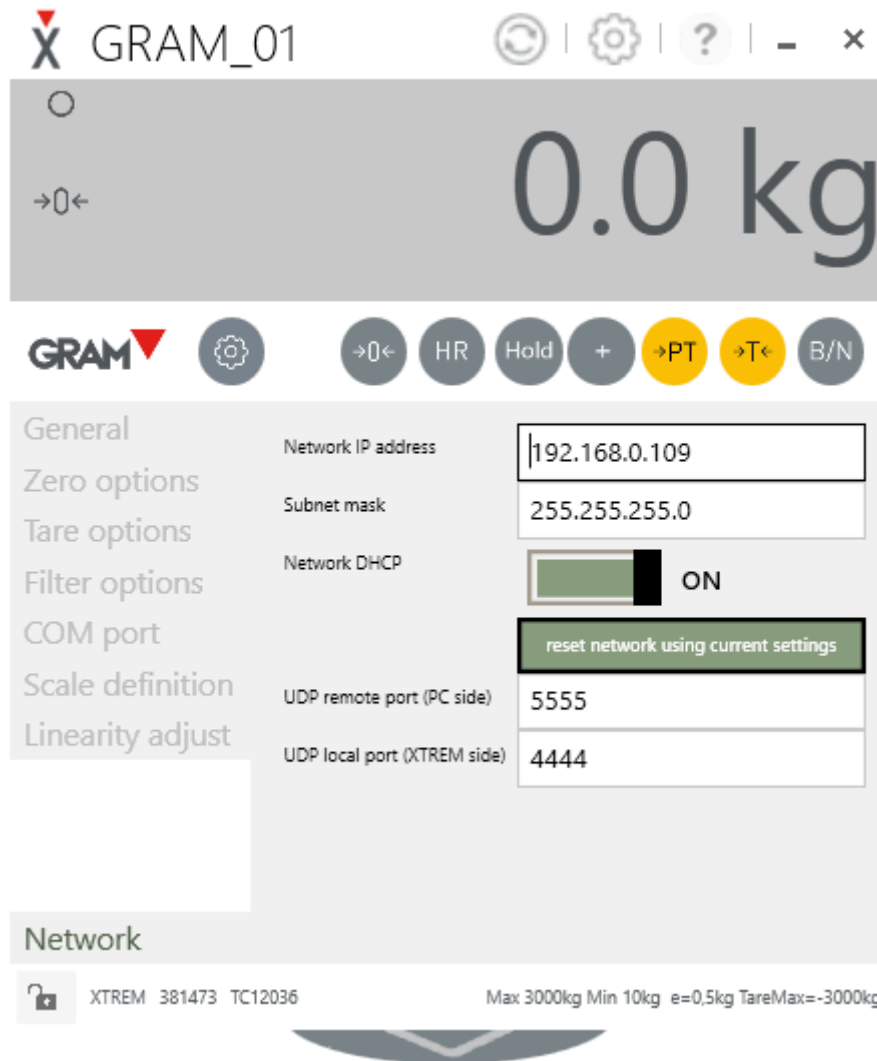 GRAM_01
?
0.0 kg
→0←
GRAM
→0← HR Hold + →PT →T← B/N
General
Zero options
Tare options
Filter options
COM port
Scale definition
Linearity adjust
Network IP address 192.168.0.109
Subnet mask 255.255.255.0
Network DHCP ON
reset network using current settings
UDP remote port (PC side) 5555
UDP local port (XTREM side) 4444
Network
XTREM 381473 TC12036 Max 3000kg Min 10kg e=0,5kg TareMax=-3000kg